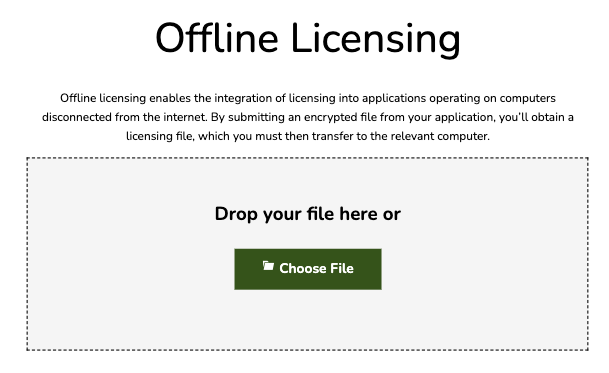 Offline Licensing
Offline licensing enables the integration of licensing into applications operating on computers
disconnected from the internet. By submitting an encrypted file from your application, you'll obtain a
licensing file, which you must then transfer to the relevant computer.
Drop your file here or
Choose File